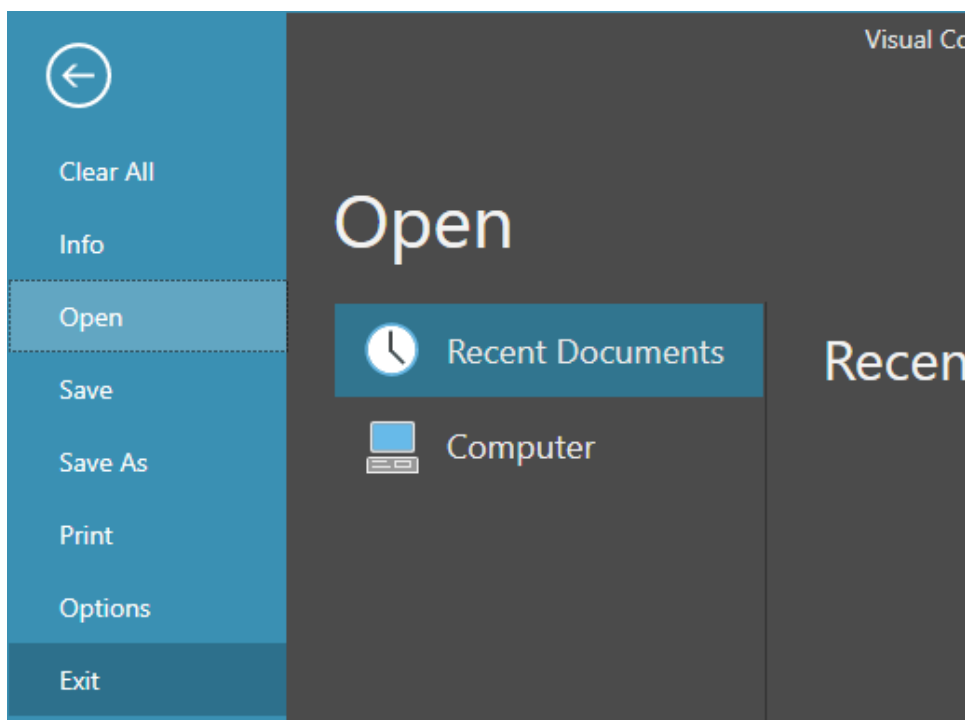 Visual Co
Clear All
Info
Open
Save
Save As
Print
Options
Exit
Open
Recent Documents
Computer
Recen